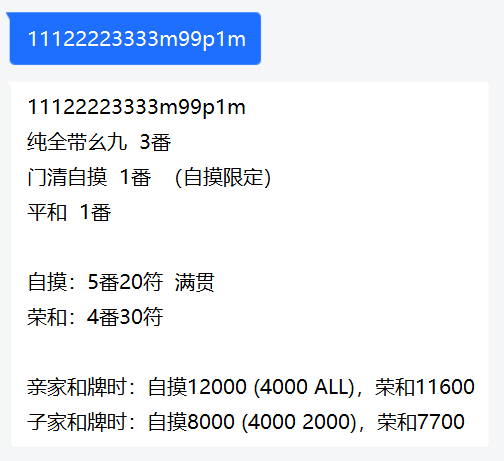 11122223333m99p1m
11122223333m99p1m
纯全带幺九 3番
门清自摸 1番 （自摸限定）
平和 1番
自摸：5番20符 满贯
荣和：4番30符
亲家和牌时：自摸12000 (4000 ALL)，荣和11600
子家和牌时：自摸8000 (4000 2000)，荣和7700